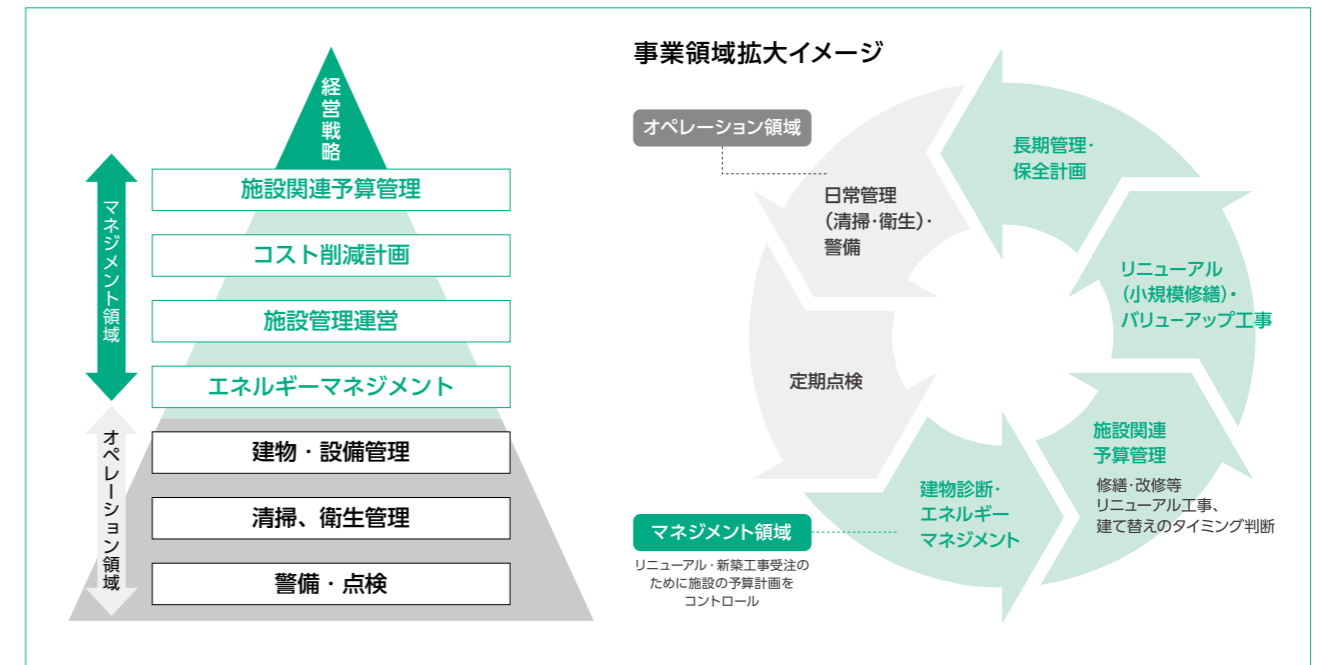 経営戦略
マネジメント領域
施設関連予算管理
コスト削減計画
施設管理運営
エネルギーマネジメント
オペレーション領域
建物・設備管理
清掃、衛生管理
警備・点検
事業領域拡大イメージ
オペレーション領域
日常管理
（清掃・衛生）・
警備
定期点検
長期管理・
保全計画
リニューアル
（小規模修繕）・
バリューアップ工事
施設関連
予算管理
修繕・改修等
リニューアル工事、
建て替えのタイミング判断
建物診断・
エネルギー
マネジメント
マネジメント領域
リニューアル・新築工事受注の
ために施設の予算計画を
コントロール